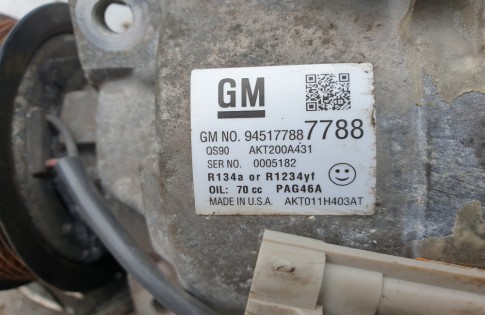 GM
GM NO. 94517788 7788
QS90 AKT200A431
SER NO. 0005182
R134a or R1234yf
OIL: 70 cc PAG46A
MADE IN U.S.A. AKT011H403AT